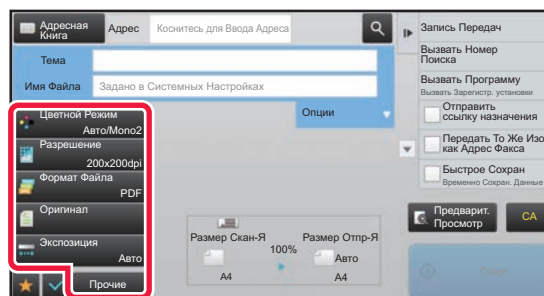 Адресная
Книга
Адрес
Коснитесь для Ввода Адреса
Тема
Имя Файла
Задано в Системных Настройках
Опции
Цветной Режим
Авто/Mono2
Разрешение
200x200dpi
Формат Файла
PDF
Оригинал
Экспозиция
Авто
Прочие
Размер Скан-Я
A4
100%
Размер Отпр-Я
Авто
A4
Запись Передач
Вызвать Номер
Поиска
Вызвать Программу
Вызвать Зарегистр. установки
Отправить
ссылку назначения
Передать То Же Изо
как Адрес Факса
Быстрое Сохран
Временно Сохран. Данные
Предварит.
Просмотр
CA
Старт